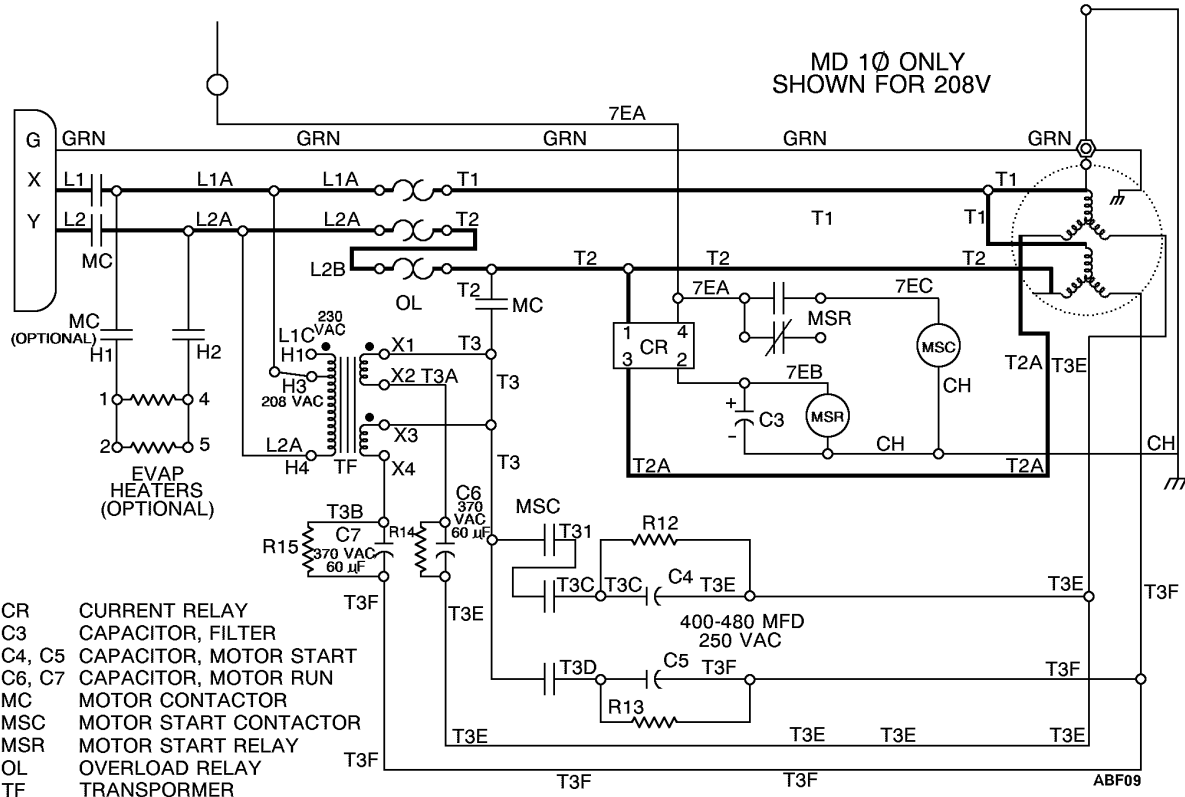 MD 1Ø ONLY
SHOWN FOR 208V
7EA
G GRN GRN GRN GRN GRN
X L1 L1A L1A T1 T1
Y L2 L2A L2A T2 T1 T1
MC
L2B T2 T2 T2
OL
T2 MC
7EA 7EC
MSR
MSC
MC
(OPTIONAL)
H1 H2
230
VAC
L1C
H1
H3
208 VAC
L2A
H4
TF
X1 T3
X2 T3A
X3
X4
T3
T3
1 4
CR
3 2
7EB
+
C3
-
MSR
CH
CH
CH
T2A T3E
T2A T2A
1 4
2 5
EVAP
HEATERS
(OPTIONAL)
T3B
R15
C7
370 VAC
60 µF
R14
C6
370
VAC
60 µF
MSC
T31
R12
T3C T3C C4 T3E T3E
T3F
400-480 MFD
250 VAC
T3F T3E
T3D C5 T3F T3F
R13
T3E T3E T3E T3E
T3F
T3F T3F
ABF09
CR CURRENT RELAY
C3 CAPACITOR, FILTER
C4, C5 CAPACITOR, MOTOR START
C6, C7 CAPACITOR, MOTOR RUN
MC MOTOR CONTACTOR
MSC MOTOR START CONTACTOR
MSR MOTOR START RELAY
OL OVERLOAD RELAY
TF TRANSPORMER